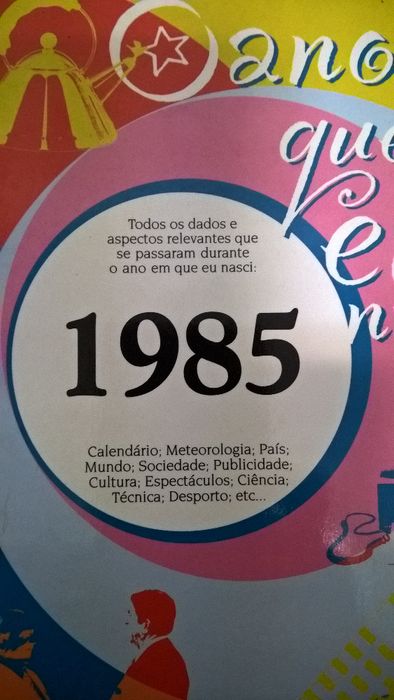 ano
que
Todos os dados e
aspectos relevantes que
se passaram durante
o ano em que eu nasci:
1985
Calendário; Meteorologia; País;
Mundo; Sociedade; Publicidade;
Cultura; Espectáculos; Ciência;
Técnica; Desporto; etc...